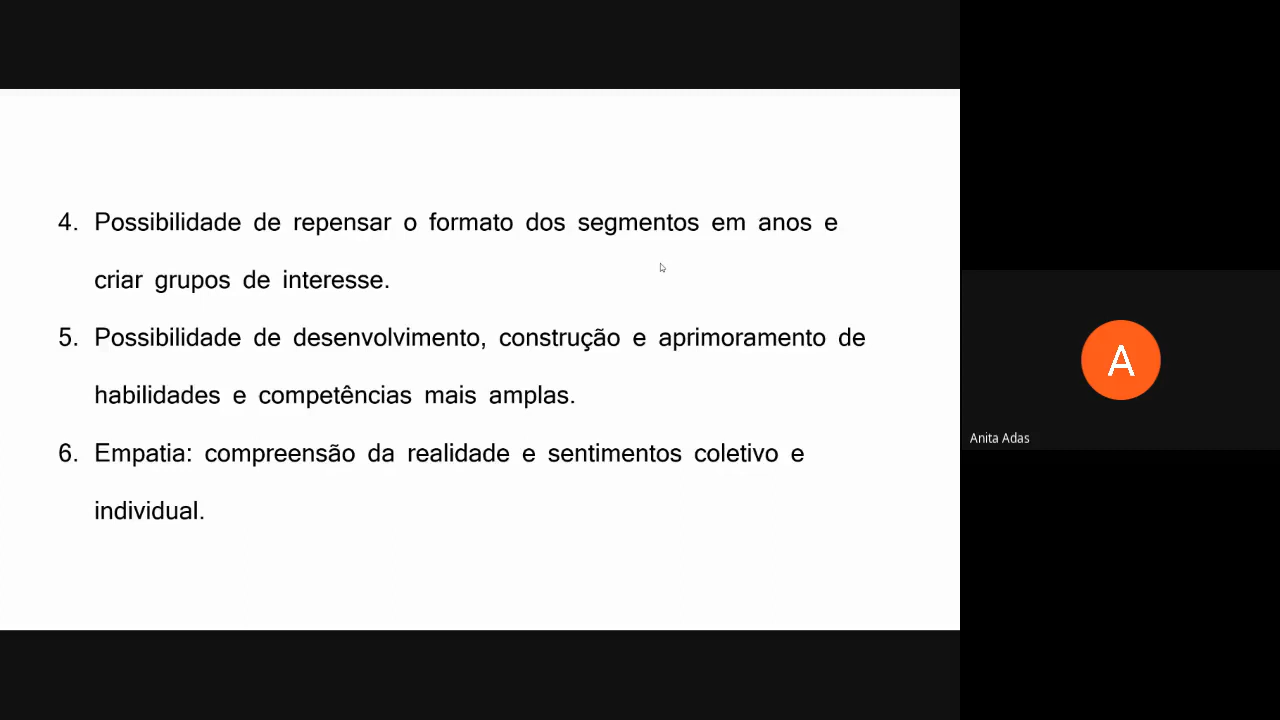 4. Possibilidade de repensar o formato dos segmentos em anos e
criar grupos de interesse.
5. Possibilidade de desenvolvimento, construção e aprimoramento de
habilidades e competências mais amplas.
6. Empatia: compreensão da realidade e sentimentos coletivo e
individual.
A
Anita Adas